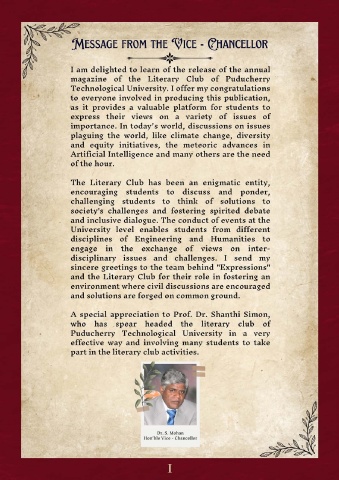 Message from the Vice - Chancellor
I am delighted to learn of the release of the annual
magazine of the Literary Club of Puducherry
Technological University. I offer my congratulations
to everyone involved in producing this publication,
as it provides a valuable platform for students to
express their views on a variety of issues of
importance. In today's world, discussions on issues
plaguing the world, like climate change, diversity
and equity initiatives, the meteoric advances in
Artificial Intelligence and many others are the need
of the hour.
The Literary Club has been an enigmatic entity,
encouraging students to discuss and ponder,
challenging students to think of solutions to
society's challenges and fostering spirited debate
and inclusive dialogue. The conduct of events at the
University level enables students from different
disciplines of Engineering and Humanities to
engage in the exchange of views on inter-
disciplinary issues and challenges. I send my
sincere greetings to the team behind "Expressions"
and the Literary Club for their role in fostering an
environment where civil discussions are encouraged
and solutions are forged on common ground.
A special appreciation to Prof. Dr. Shanthi Simon,
who has spear headed the literary club of
Puducherry Technological University in a very
effective way and involving many students to take
part in the literary club activities.
Dr. S. Mohan
Hon'ble Vice - Chancellor
I